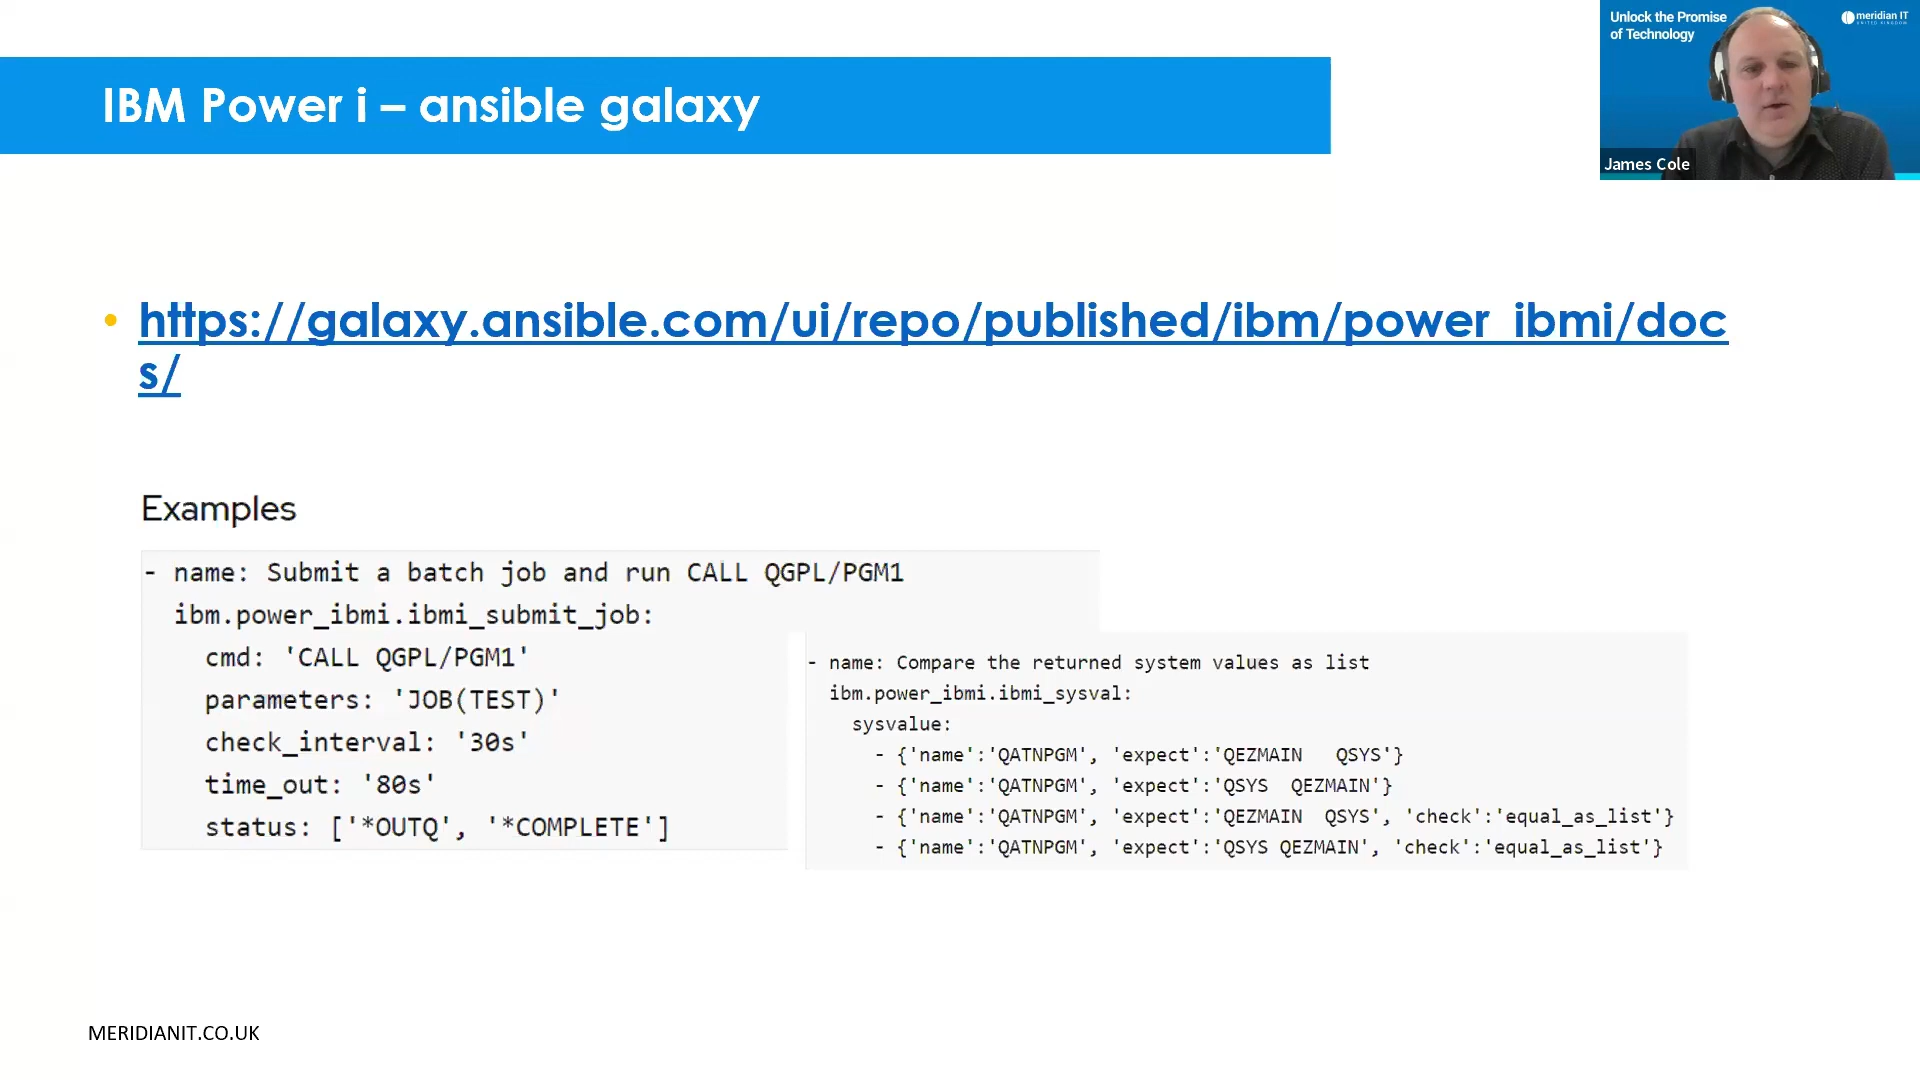 IBM Power i – ansible galaxy
Unlock the Promise
of Technology
meridian IT
UNITED KINGDOM
James Cole
• https://galaxy.ansible.com/ui/repo/published/ibm/power_ibmi/doc
s/
Examples
- name: Submit a batch job and run CALL QGPL/PGM1
ibm.power_ibmi.ibmi_submit_job:
cmd: 'CALL QGPL/PGM1'
parameters: 'JOB(TEST)'
check_interval: '30s'
time_out: '80s'
status: ['*OUTQ', '*COMPLETE']
- name: Compare the returned system values as list
ibm.power_ibmi.ibmi_sysval:
sysvalue:
- {'name':'QATNPGM', 'expect':'QEZMAIN   QSYS'}
- {'name':'QATNPGM', 'expect':'QSYS  QEZMAIN'}
- {'name':'QATNPGM', 'expect':'QEZMAIN  QSYS', 'check':'equal_as_list'}
- {'name':'QATNPGM', 'expect':'QSYS QEZMAIN', 'check':'equal_as_list'}
MERIDIANIT.CO.UK